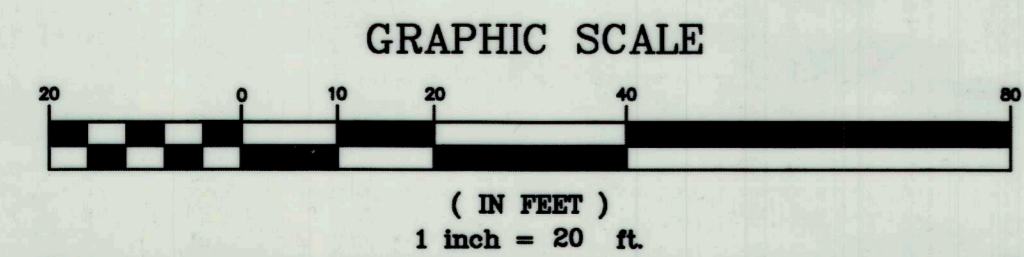 GRAPHIC SCALE
20 0 10 20 40 80
( IN FEET )
1 inch = 20 ft.